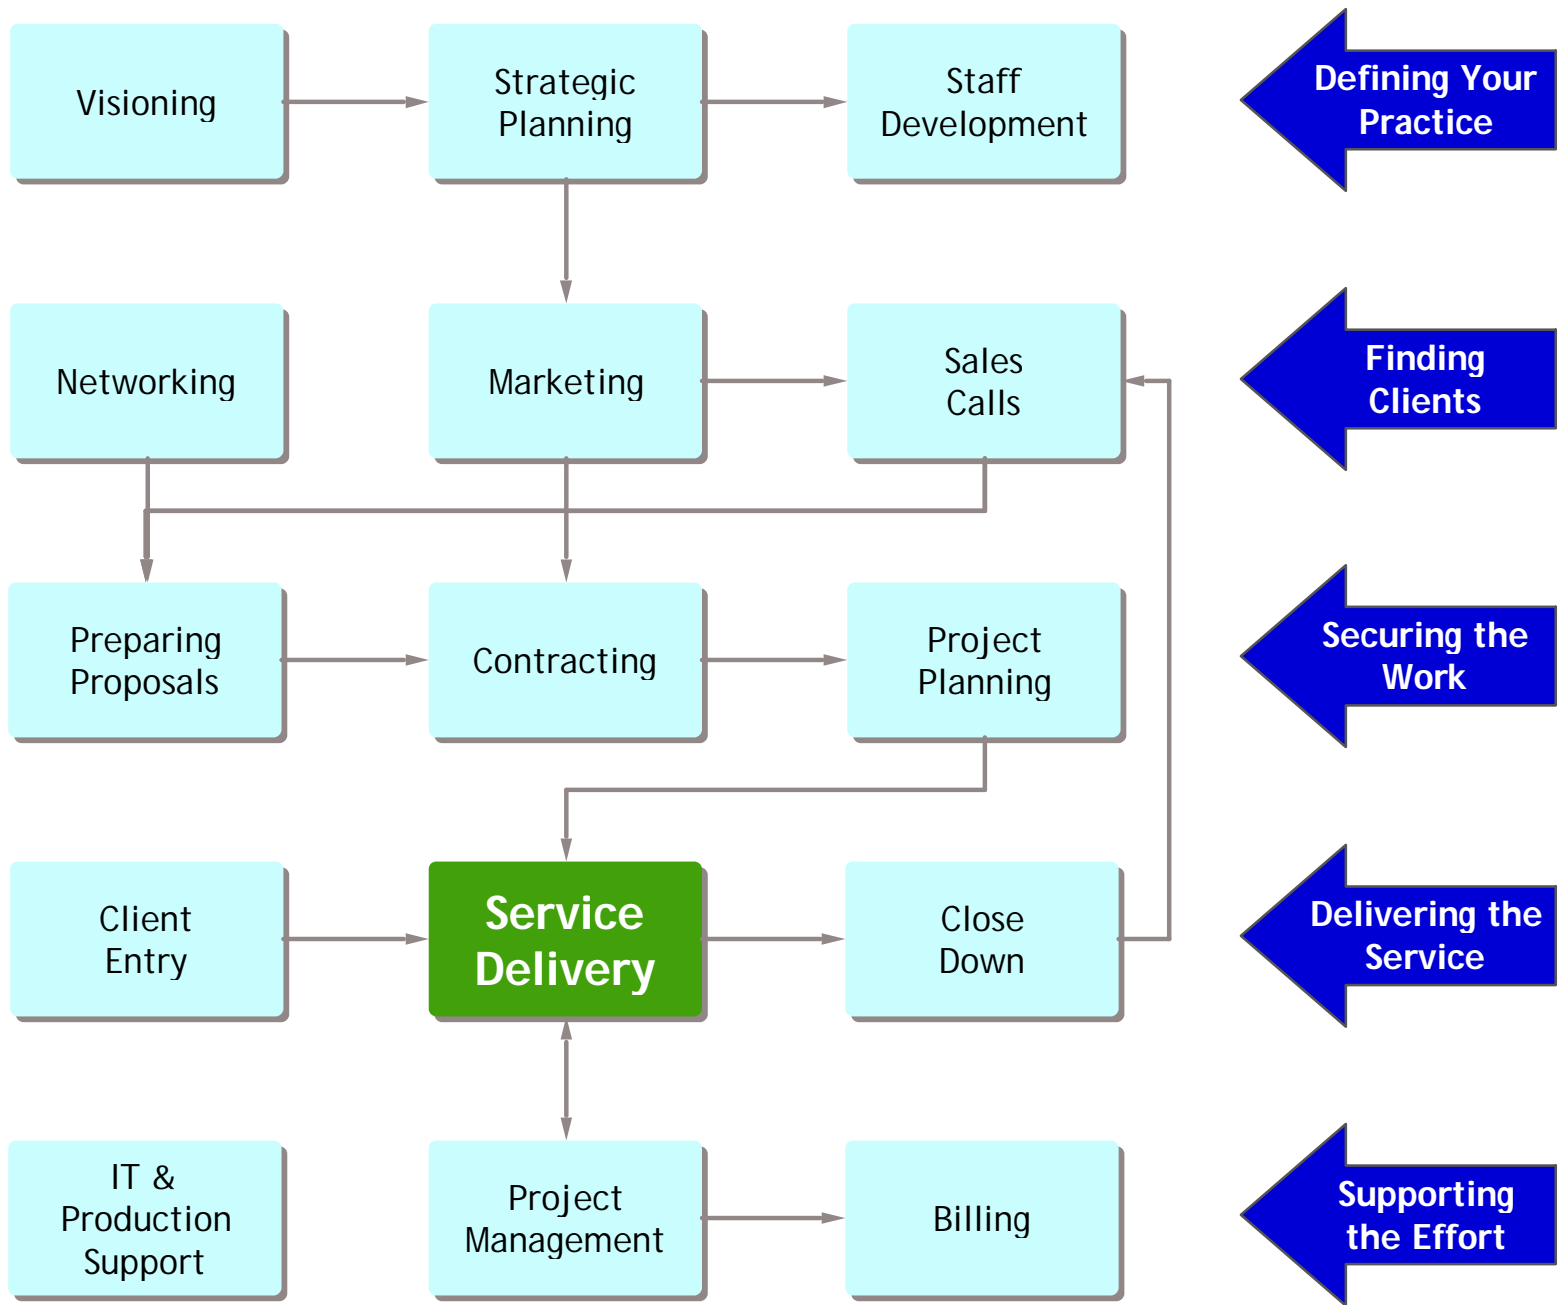 Visioning
Strategic
Planning
Staff
Development
Defining Your
Practice
Networking
Marketing
Sales
Calls
Finding
Clients
Preparing
Proposals
Contracting
Project
Planning
Securing the
Work
Client
Entry
Service
Delivery
Close
Down
Delivering the
Service
IT &
Production
Support
Project
Management
Billing
Supporting
the Effort